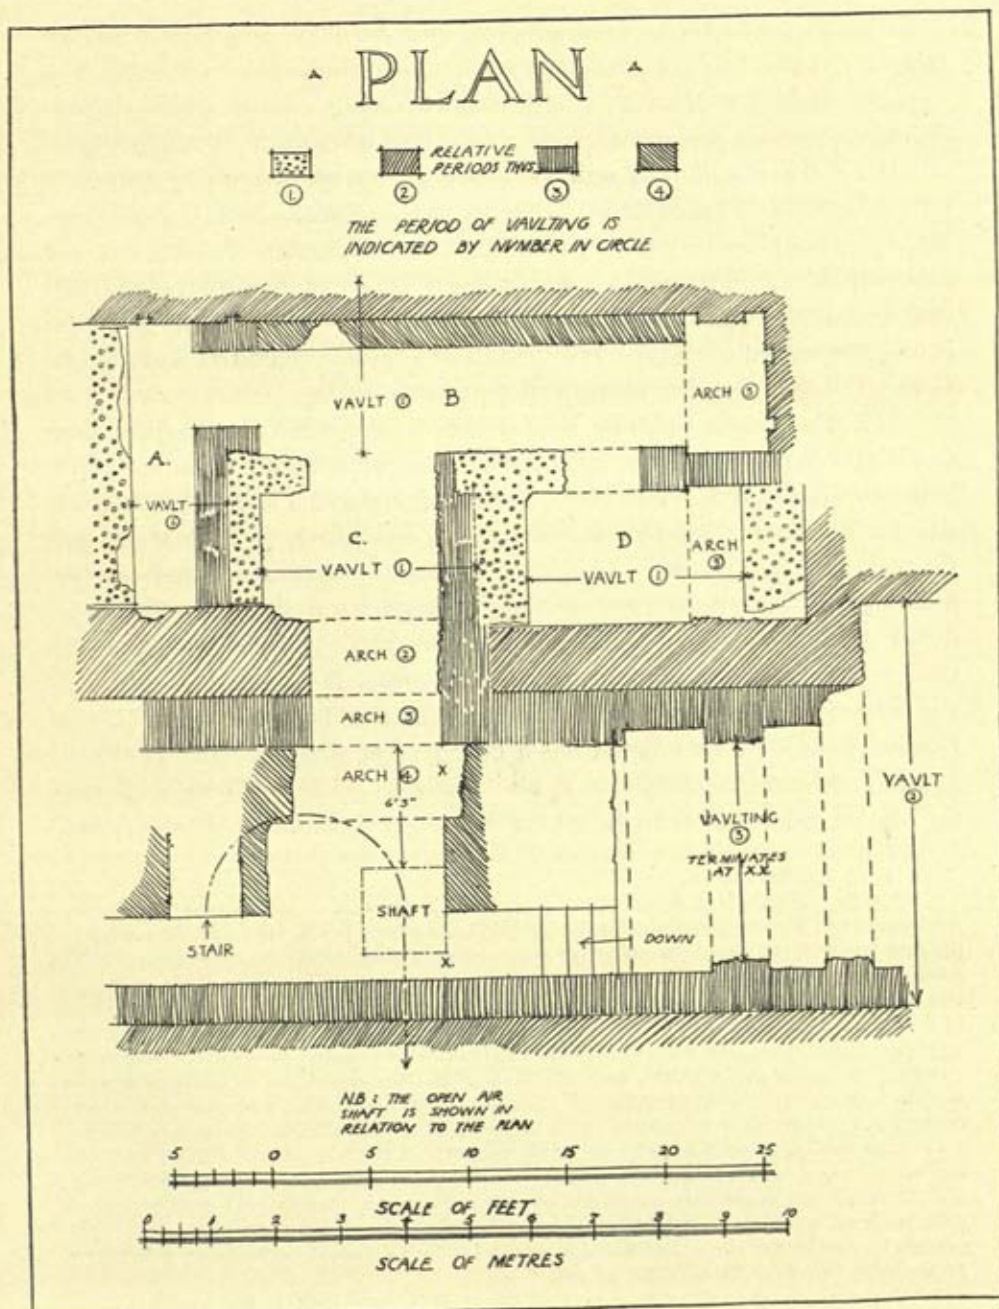 PLAN
RELATIVE
PERIODS THUS
① ② ③ ④
THE PERIOD OF VAULTING IS
INDICATED BY NUMBER IN CIRCLE
VAULT ① B
ARCH ③
A.
VAULT
①
C.
VAULT ①
D
VAULT ①
ARCH
③
ARCH ②
ARCH ③
ARCH ④ X
6'3"
VAULT
②
VAULTING
③
TERMINATES
AT XX
SHAFT
STAIR
DOWN
X
N.B: THE OPEN AIR
SHAFT IS SHOWN IN
RELATION TO THE PLAN
5 0 5 10 15 20 25
SCALE OF FEET
0 1 2 3 4 5 6 7 8 9 10
SCALE OF METRES